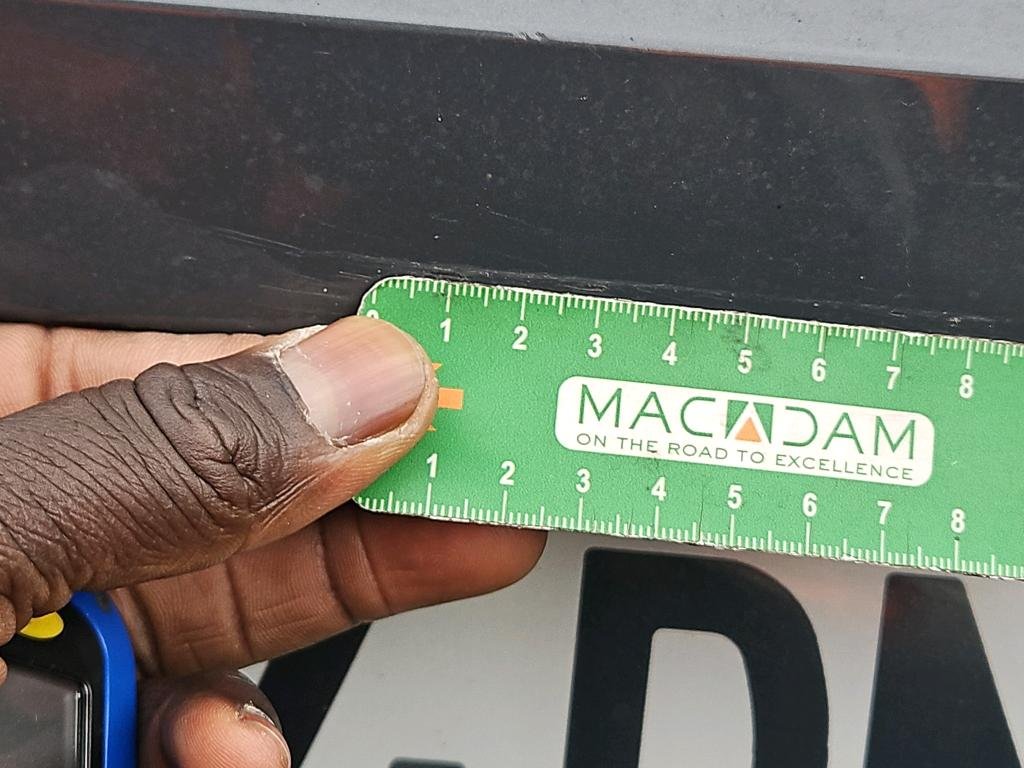 1 2 3 4 5 6 7 8
MACADAM
ON THE ROAD TO EXCELLENCE
1 2 3 4 5 6 7 8